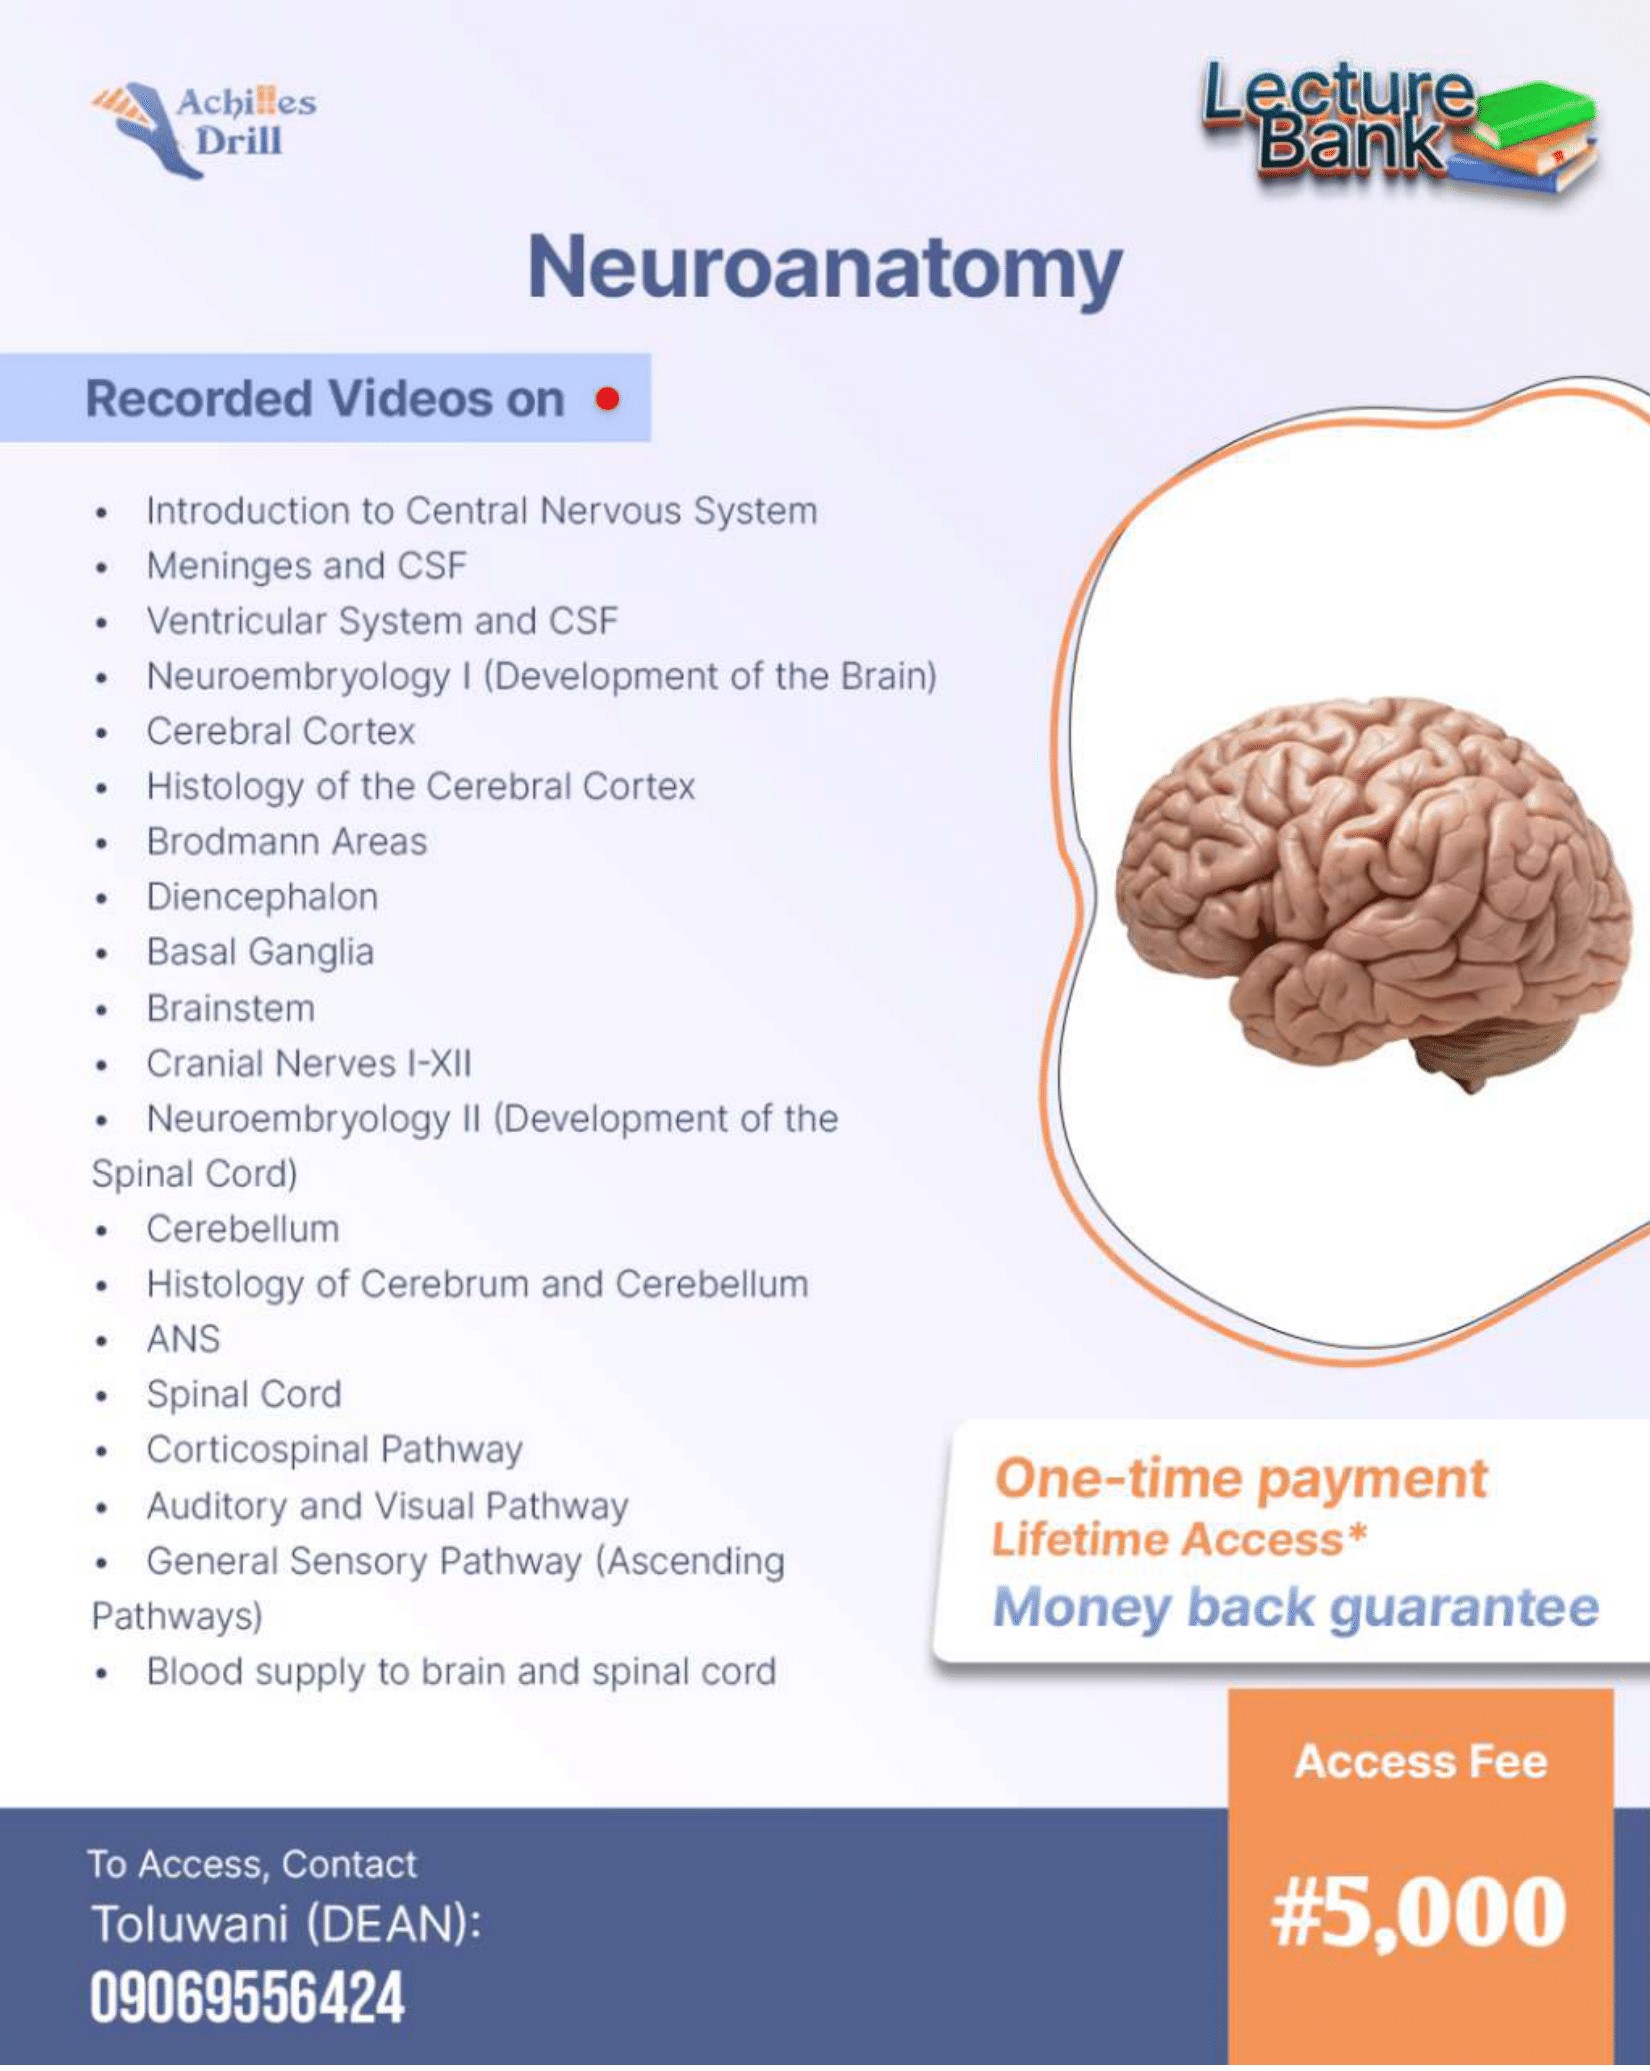 Achilles
Drill
Lecture
Bank
Neuroanatomy
Recorded Videos on
• Introduction to Central Nervous System
• Meninges and CSF
• Ventricular System and CSF
• Neuroembryology I (Development of the Brain)
• Cerebral Cortex
• Histology of the Cerebral Cortex
• Brodmann Areas
• Diencephalon
• Basal Ganglia
• Brainstem
• Cranial Nerves I-XII
• Neuroembryology II (Development of the
Spinal Cord)
• Cerebellum
• Histology of Cerebrum and Cerebellum
• ANS
• Spinal Cord
• Corticospinal Pathway
• Auditory and Visual Pathway
• General Sensory Pathway (Ascending
Pathways)
• Blood supply to brain and spinal cord
One-time payment
Lifetime Access*
Money back guarantee
Access Fee
#5,000
To Access, Contact
Toluwani (DEAN):
09069556424